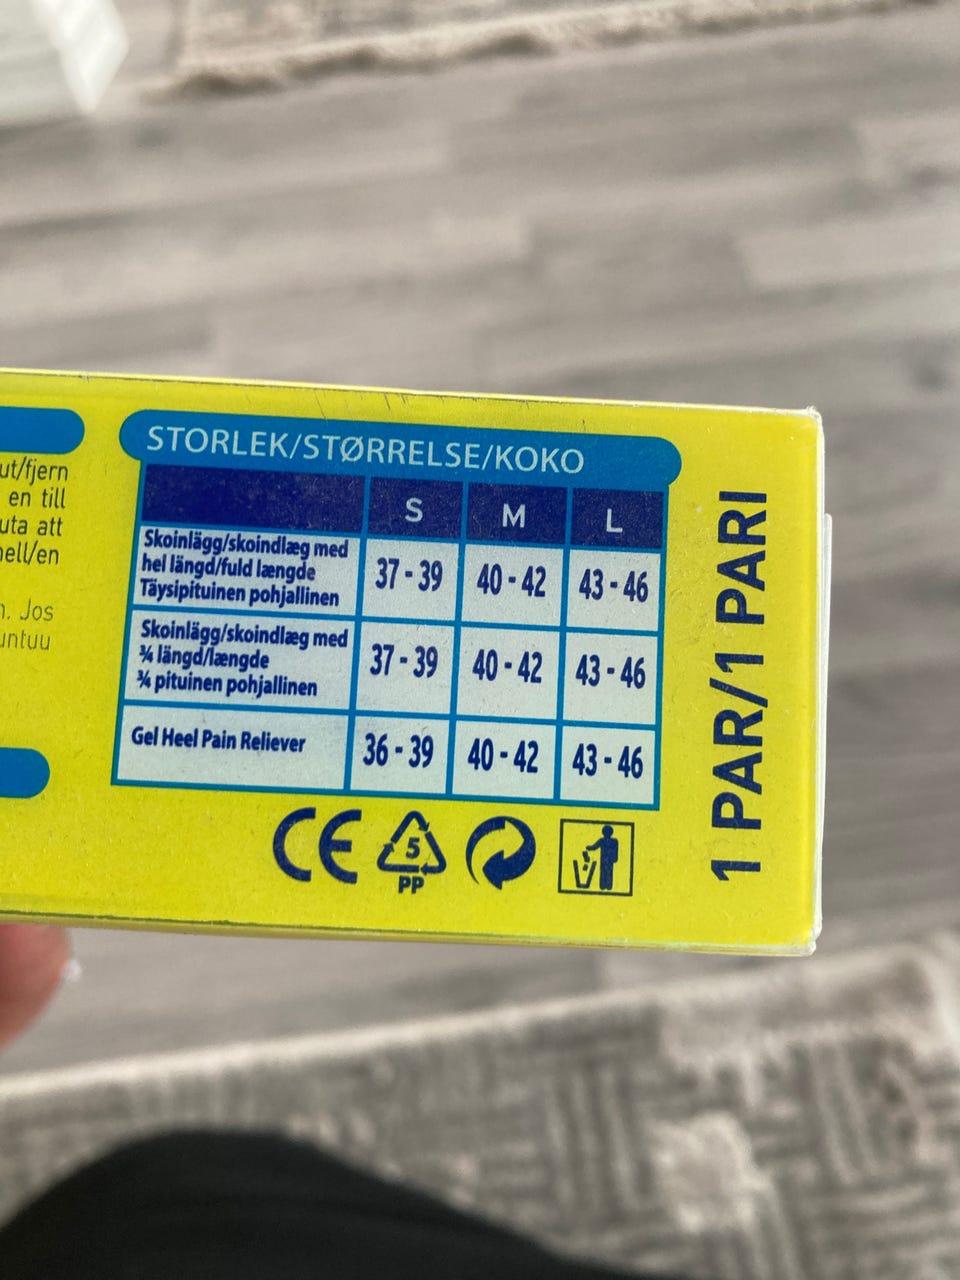 ut/fjern
en till
uta att
nell/en
n. Jos
untuu
STORLEK/STØRRELSE/KOKO
S M L
Skoinlägg/skoindlæg med
hel längd/fuld længde
Täysipituinen pohjallinen
37 - 39 40 - 42 43 - 46
Skoinlägg/skoindlæg med
¾ längd/længde
¾ pituinen pohjallinen
37 - 39 40 - 42 43 - 46
Gel Heel Pain Reliever
36 - 39 40 - 42 43 - 46
CE
5
PP
1 PAR/1 PARI